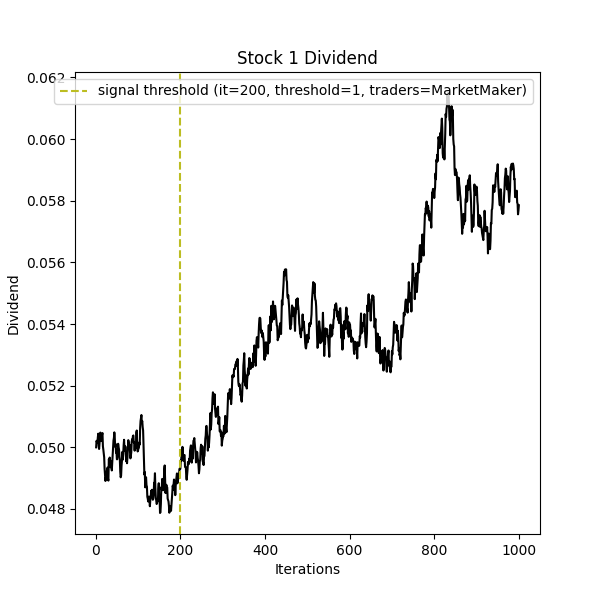 Stock 1 Dividend
signal threshold (it=200, threshold=1, traders=MarketMaker)
0.062
0.060
0.058
0.056
0.054
0.052
0.050
0.048
Dividend
0 200 400 600 800 1000
Iterations